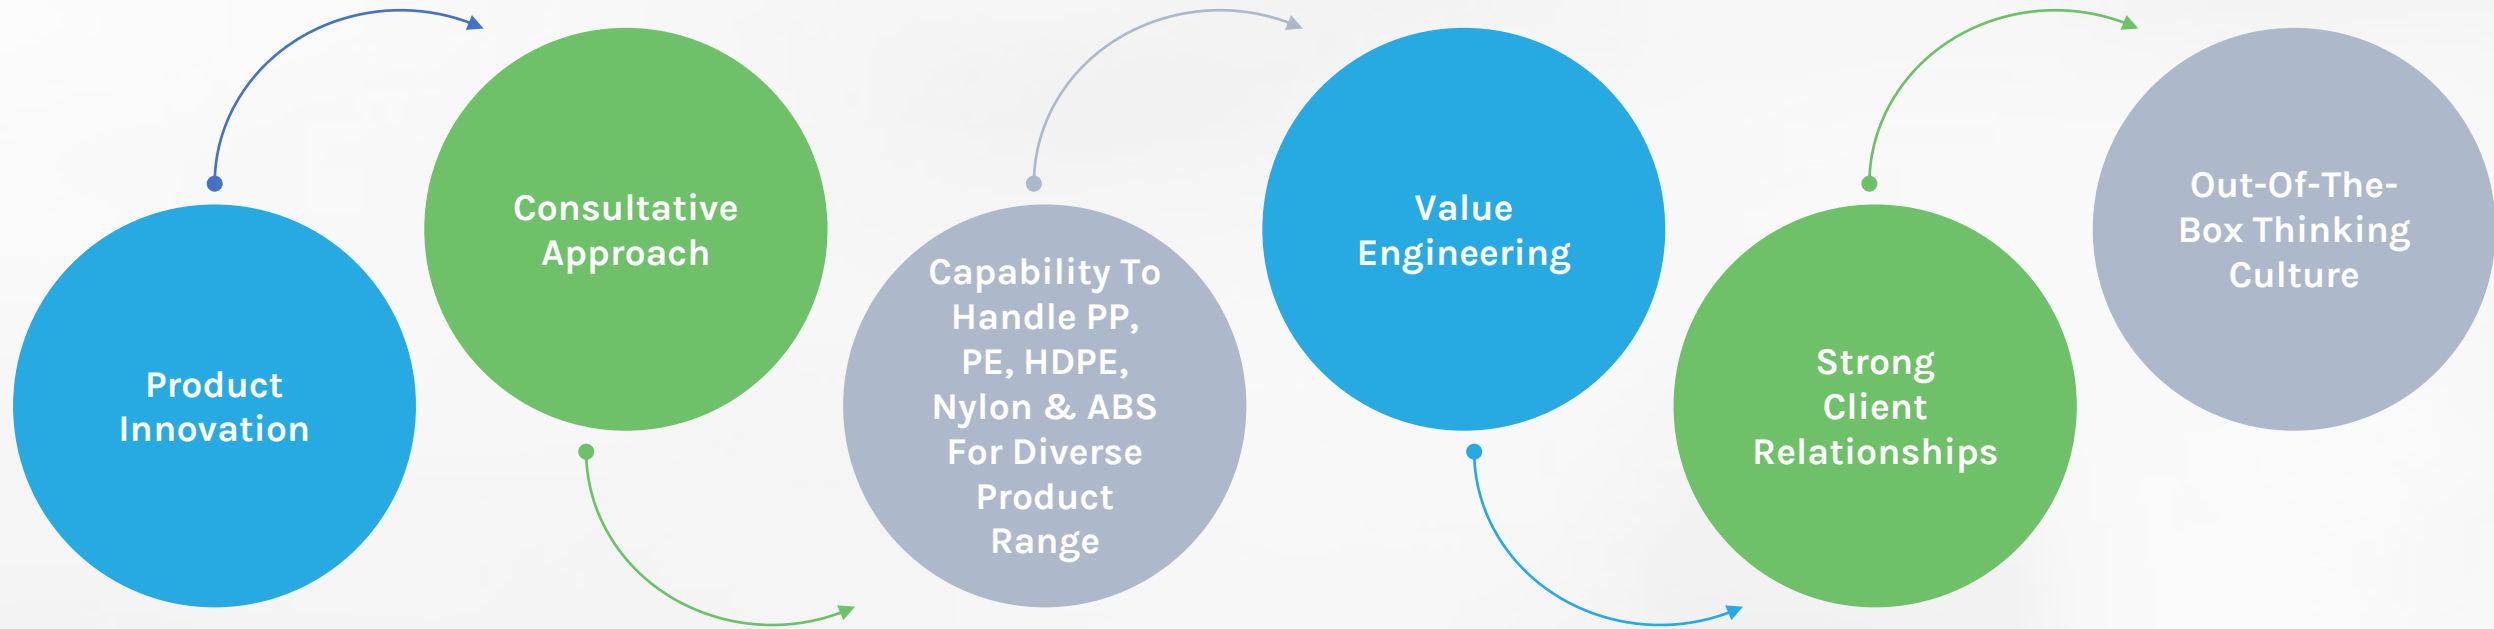 Product
Innovation
Consultative
Approach
Capability To
Handle PP,
PE, HDPE,
Nylon & ABS
For Diverse
Product
Range
Value
Engineering
Strong
Client
Relationships
Out-Of-The-
Box Thinking
Culture